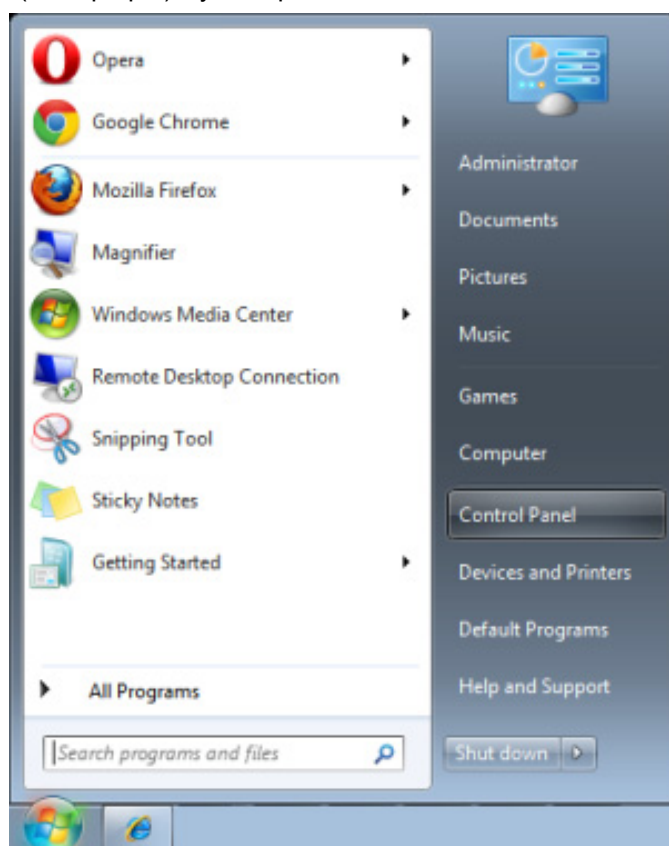 Opera
Google Chrome
Mozilla Firefox
Magnifier
Windows Media Center
Remote Desktop Connection
Snipping Tool
Sticky Notes
Getting Started
All Programs
Search programs and files
Administrator
Documents
Pictures
Music
Games
Computer
Control Panel
Devices and Printers
Default Programs
Help and Support
Shut down